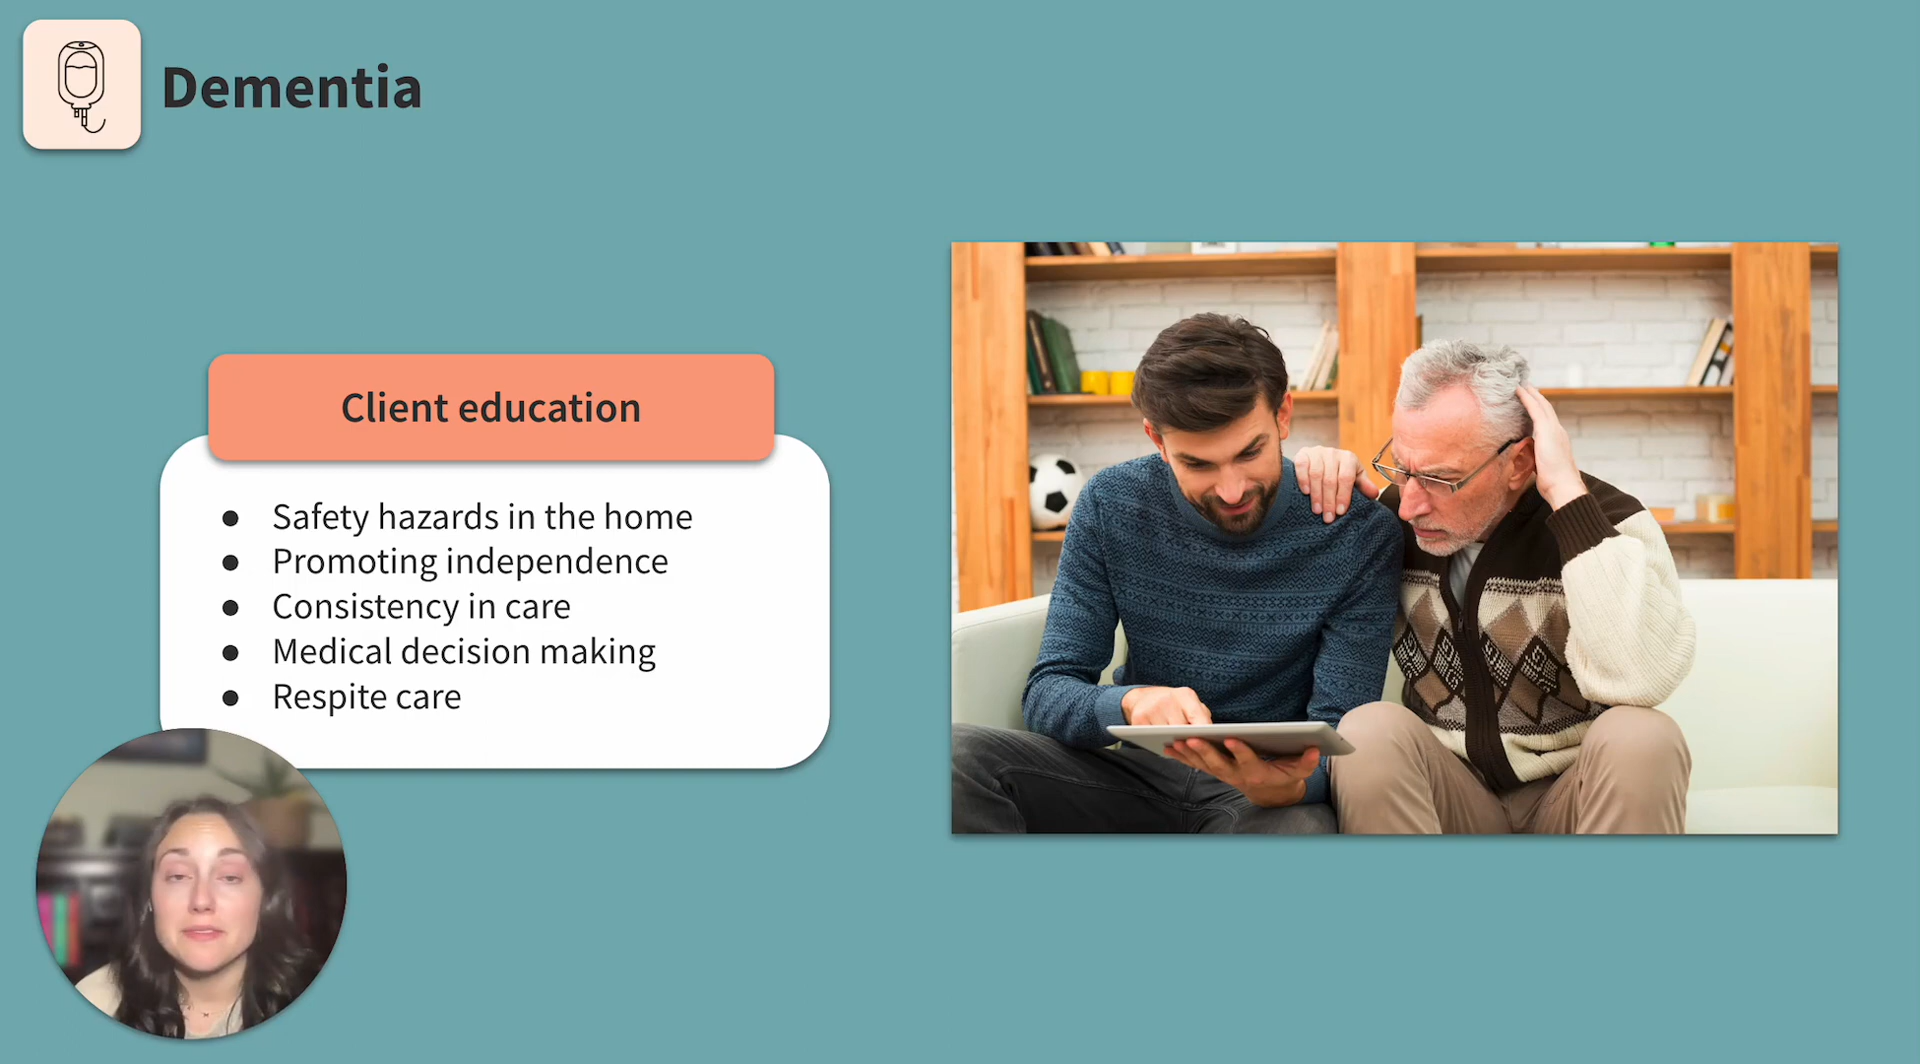 Dementia
Client education
● Safety hazards in the home
● Promoting independence
● Consistency in care
● Medical decision making
● Respite care